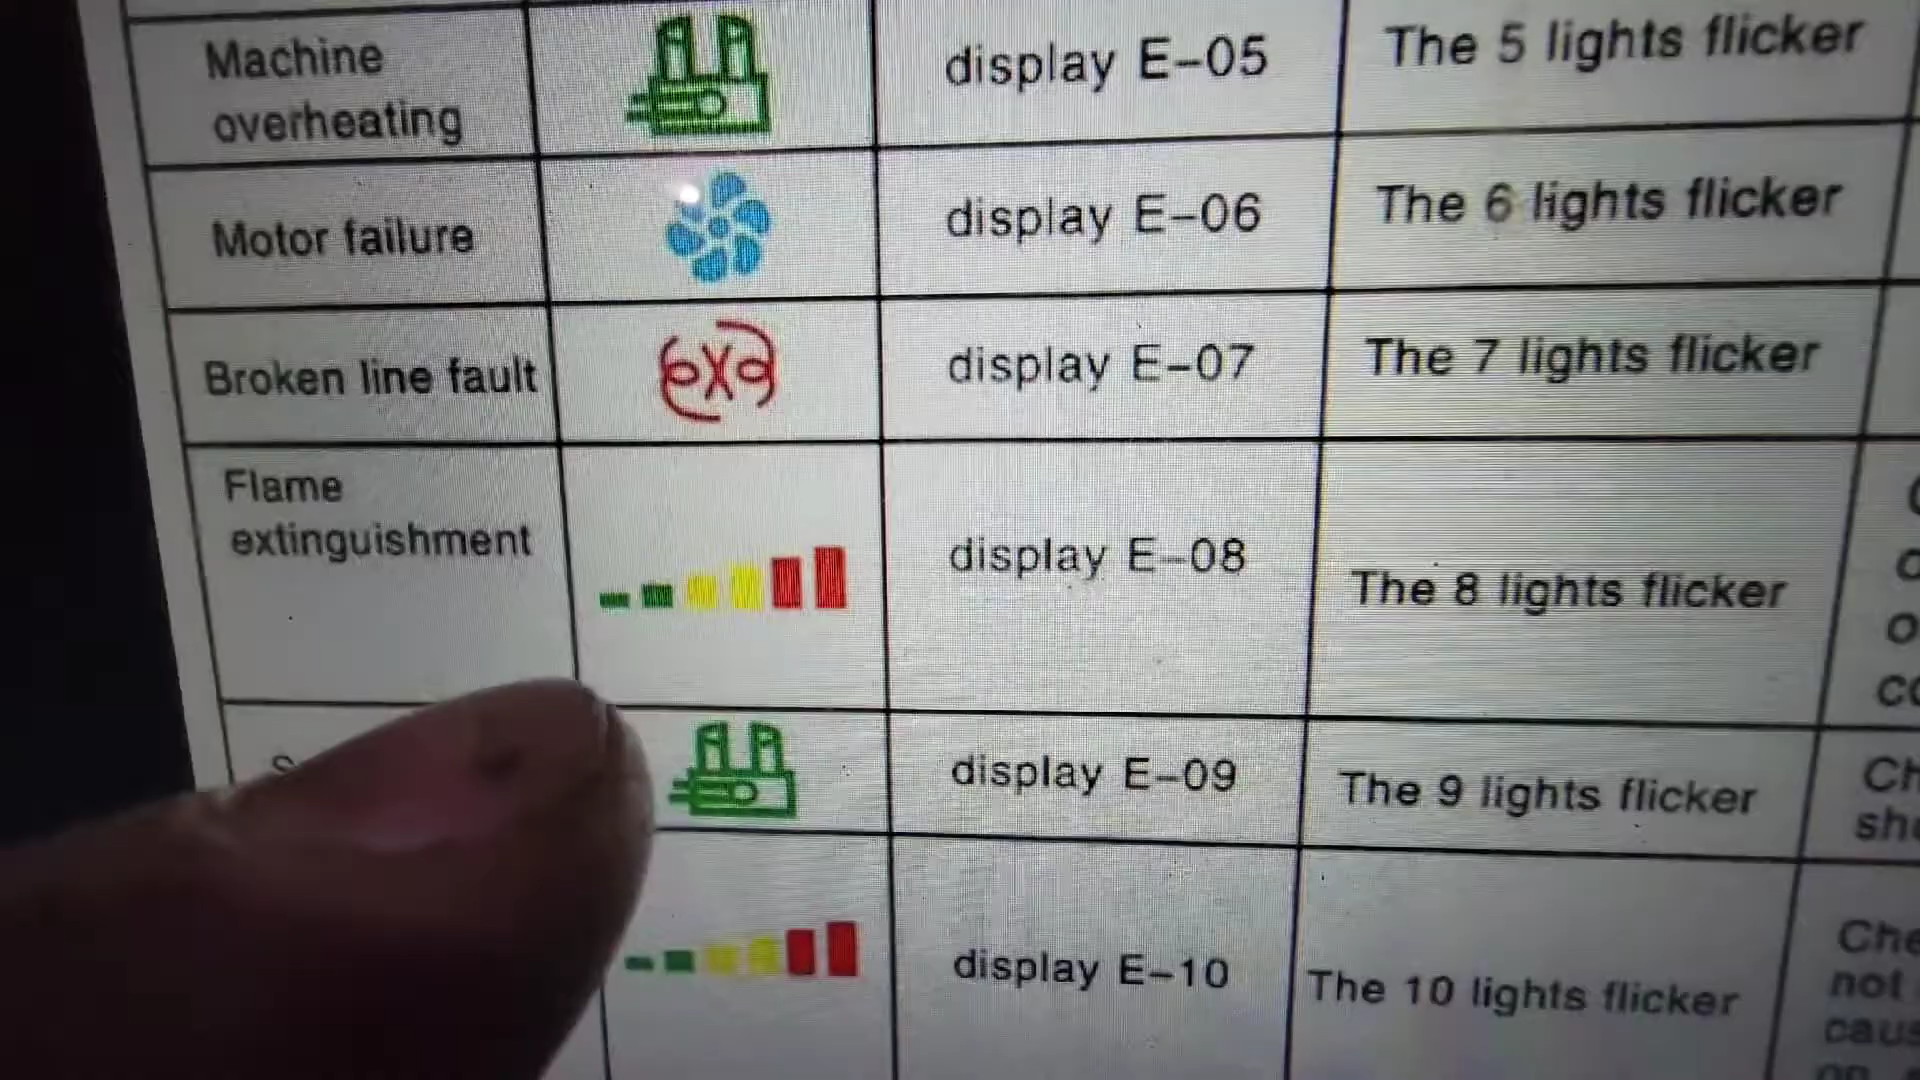 Machine
overheating
display E-05
The 5 lights flicker
Motor failure
display E-06
The 6 lights flicker
Broken line fault
display E-07
The 7 lights flicker
Flame
extinguishment
display E-08
The 8 lights flicker
display E-09
The 9 lights flicker
display E-10
The 10 lights flicker
not